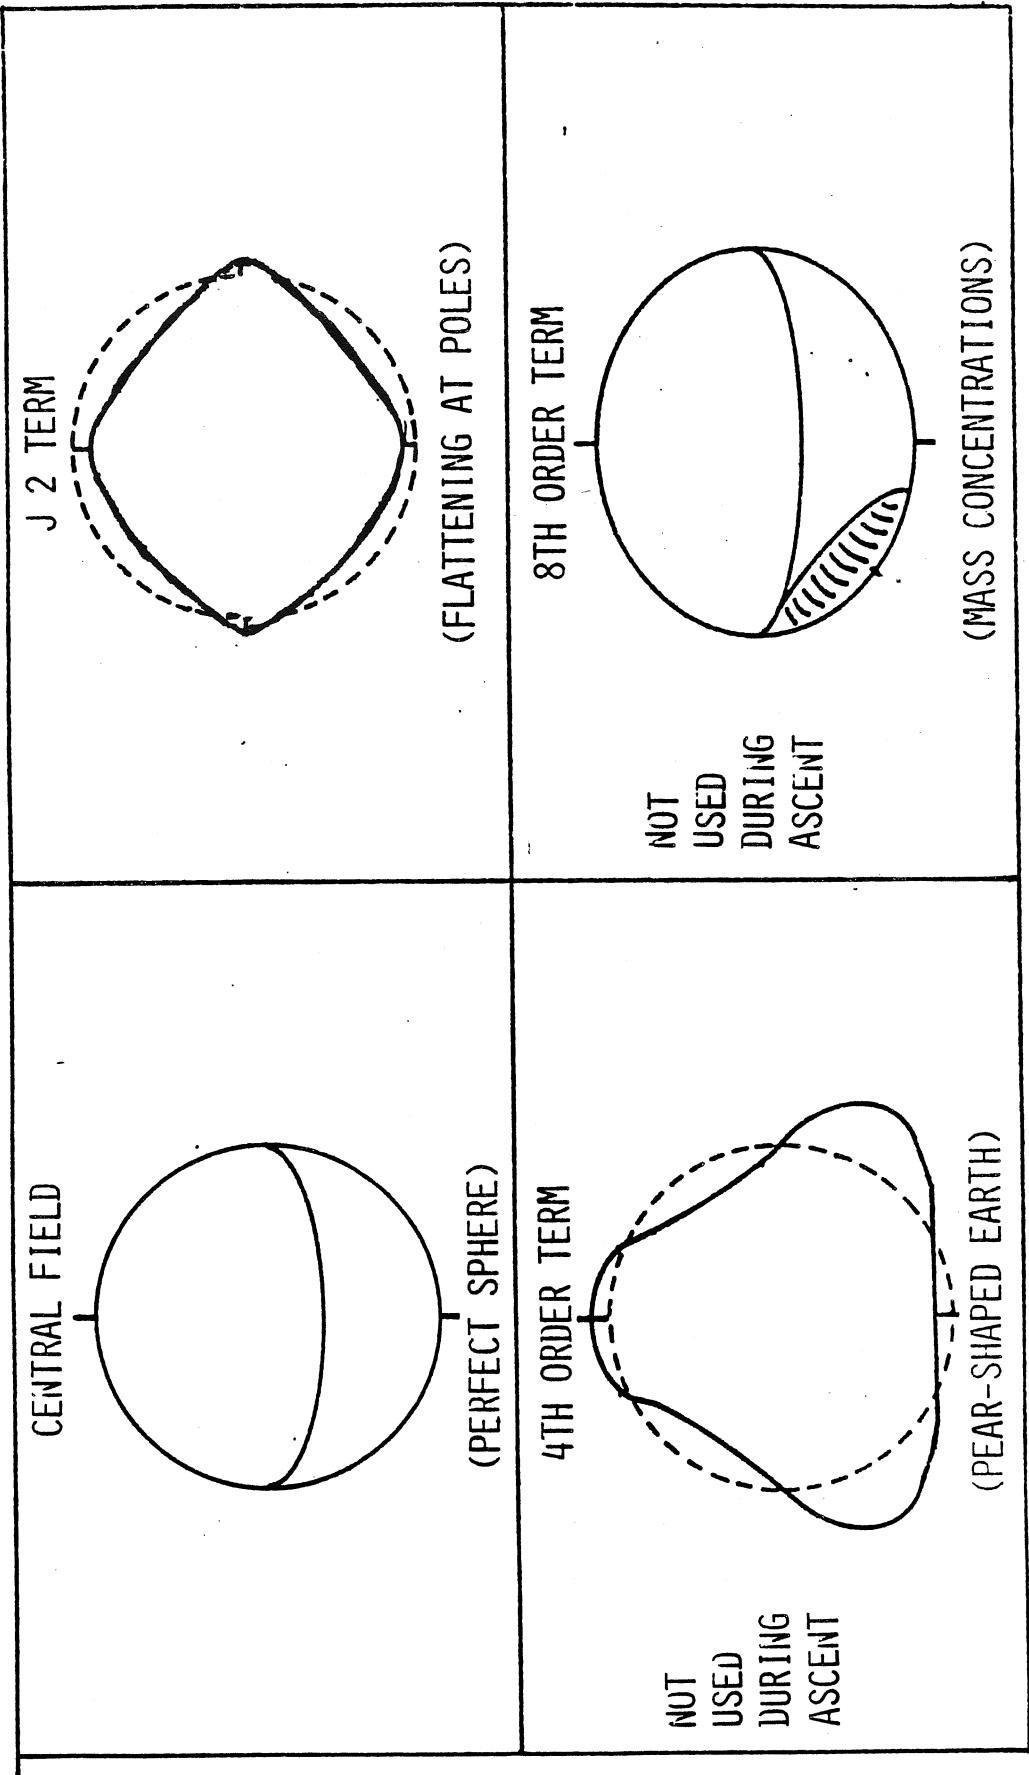 CENTRAL FIELD
(PERFECT SPHERE)
J 2 TERM
(FLATTENING AT POLES)
4TH ORDER TERM
NOT
USED
DURING
ASCENT
(PEAR-SHAPED EARTH)
8TH ORDER TERM
NOT
USED
DURING
ASCENT
(MASS CONCENTRATIONS)